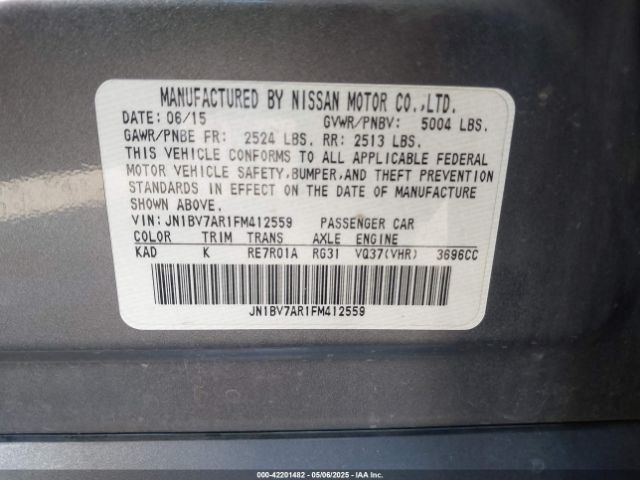 MANUFACTURED BY NISSAN MOTOR CO.,LTD.
DATE: 06/15 GVWR/PNBV: 5004 LBS.
GAWR/PNBE FR: 2524 LBS. RR: 2513 LBS.
THIS VEHICLE CONFORMS TO ALL APPLICABLE FEDERAL
MOTOR VEHICLE SAFETY,BUMPER,AND THEFT PREVENTION
STANDARDS IN EFFECT ON THE DATE OF MANUFACTURE
SHOWN ABOVE.
VIN: JN1BV7AR1FM412559 PASSENGER CAR
COLOR TRIM TRANS AXLE ENGINE
KAD K RE7R01A RG31 VQ37(VHR) 3696CC
JN1BV7AR1FM412559
000-42201482 - 05/06/2025 - IAA Inc.